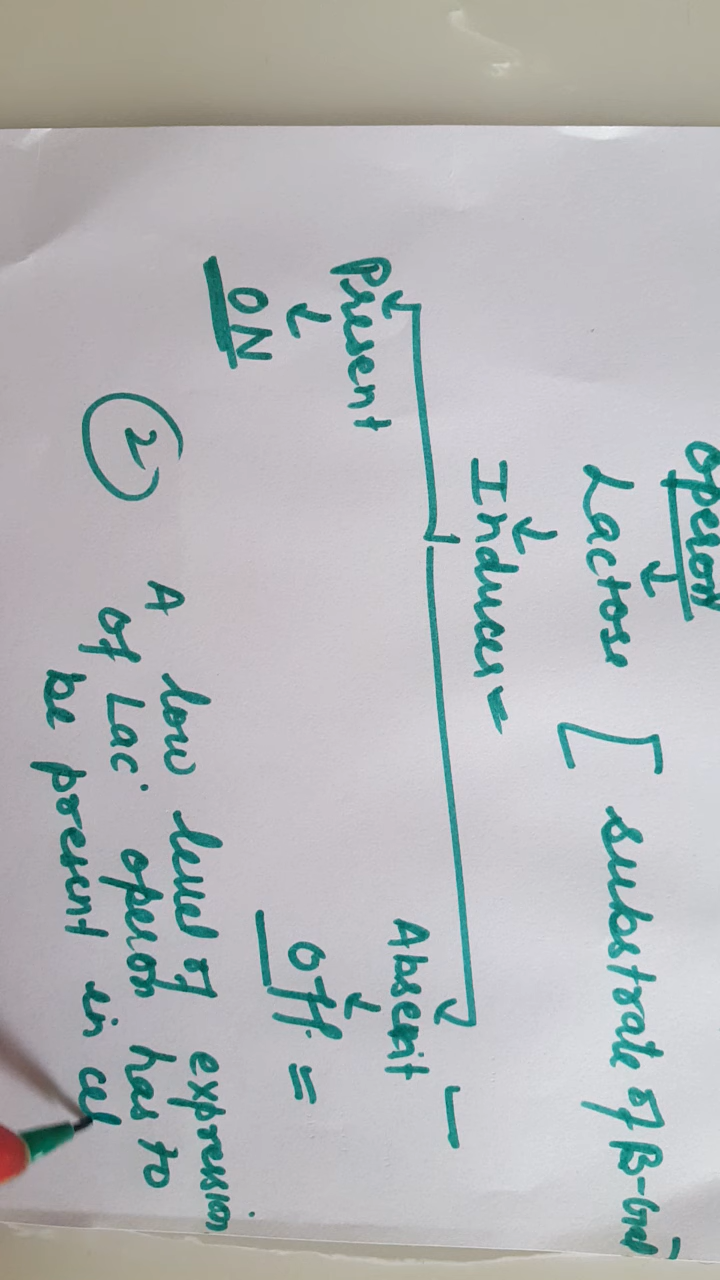 operon
Lactose [ substrate of B-Gal
Inducer
Present Absent
ON Off
2 A low level of expression
of Lac operon has to
be present in cel